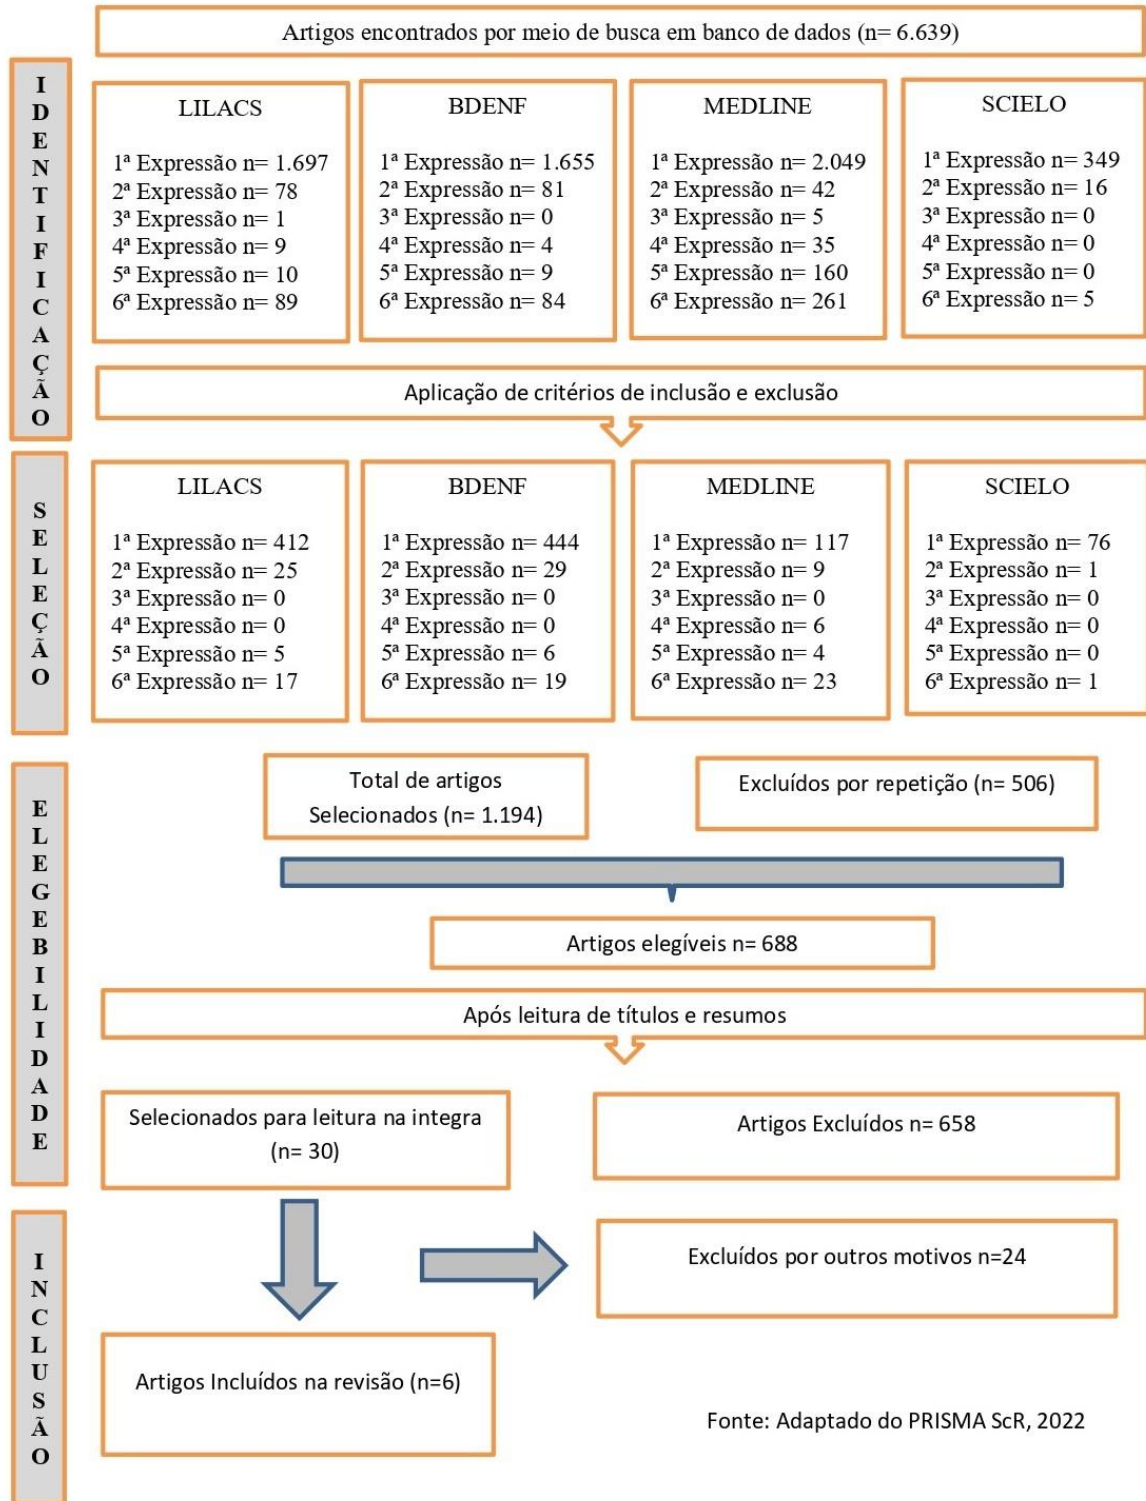 Artigos encontrados por meio de busca em banco de dados (n= 6.639)
IDENTIFICAÇÃO
LILACS
1ª Expressão n= 1.697
2ª Expressão n= 78
3ª Expressão n= 1
4ª Expressão n= 9
5ª Expressão n= 10
6ª Expressão n= 89
BDENF
1ª Expressão n= 1.655
2ª Expressão n= 81
3ª Expressão n= 0
4ª Expressão n= 4
5ª Expressão n= 9
6ª Expressão n= 84
MEDLINE
1ª Expressão n= 2.049
2ª Expressão n= 42
3ª Expressão n= 5
4ª Expressão n= 35
5ª Expressão n= 160
6ª Expressão n= 261
SCIELO
1ª Expressão n= 349
2ª Expressão n= 16
3ª Expressão n= 0
4ª Expressão n= 0
5ª Expressão n= 0
6ª Expressão n= 5
Aplicação de critérios de inclusão e exclusão
SELEÇÃO
LILACS
1ª Expressão n= 412
2ª Expressão n= 25
3ª Expressão n= 0
4ª Expressão n= 0
5ª Expressão n= 5
6ª Expressão n= 17
BDENF
1ª Expressão n= 444
2ª Expressão n= 29
3ª Expressão n= 0
4ª Expressão n= 0
5ª Expressão n= 6
6ª Expressão n= 19
MEDLINE
1ª Expressão n= 117
2ª Expressão n= 9
3ª Expressão n= 0
4ª Expressão n= 6
5ª Expressão n= 4
6ª Expressão n= 23
SCIELO
1ª Expressão n= 76
2ª Expressão n= 1
3ª Expressão n= 0
4ª Expressão n= 0
5ª Expressão n= 0
6ª Expressão n= 1
ELEGEBILIDADE
Total de artigos
Selecionados (n= 1.194)
Excluídos por repetição (n= 506)
Artigos elegíveis n= 688
Após leitura de títulos e resumos
Selecionados para leitura na integra
(n= 30)
Artigos Excluídos n= 658
INCLUSÃO
Excluídos por outros motivos n=24
Artigos Incluídos na revisão (n=6)
Fonte: Adaptado do PRISMA ScR, 2022